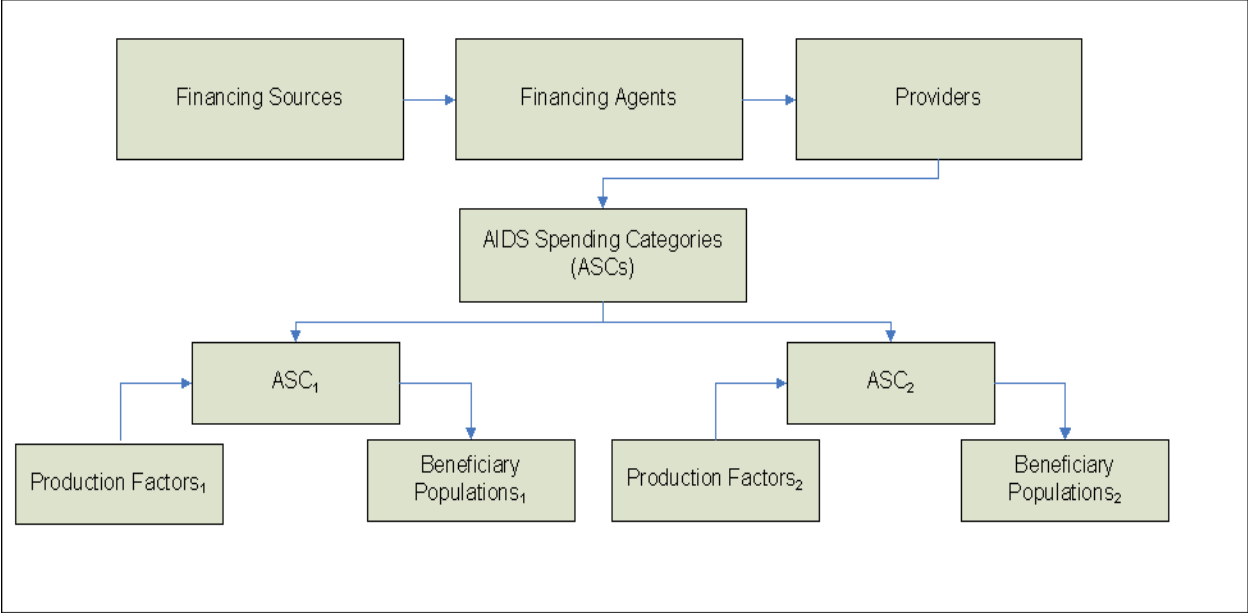 Financing Sources
Financing Agents
Providers
AIDS Spending Categories
(ASCs)
ASC₁
ASC₂
Production Factors₁
Beneficiary
Populations₁
Production Factors₂
Beneficiary
Populations₂